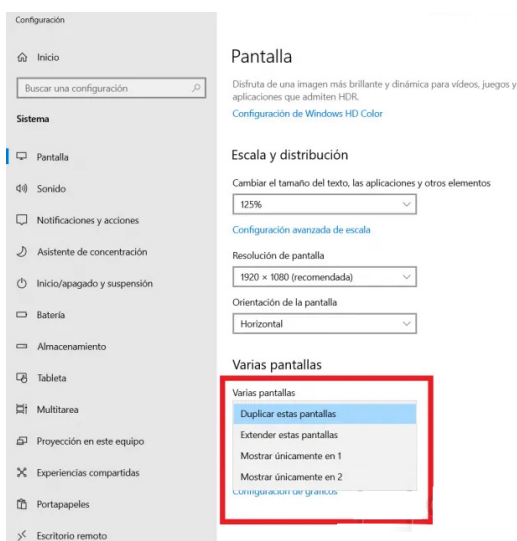 Configuración
Inicio
Buscar una configuración
Sistema
Pantalla
Sonido
Notificaciones y acciones
Asistente de concentración
Inicio/apagado y suspensión
Batería
Almacenamiento
Tableta
Multitarea
Proyección en este equipo
Experiencias compartidas
Portapapeles
Escritorio remoto
Pantalla
Disfruta de una imagen más brillante y dinámica para vídeos, juegos y
aplicaciones que admiten HDR.
Configuración de Windows HD Color
Escala y distribución
Cambiar el tamaño del texto, las aplicaciones y otros elementos
125%
Configuración avanzada de escala
Resolución de pantalla
1920 × 1080 (recomendada)
Orientación de la pantalla
Horizontal
Varias pantallas
Varias pantallas
Duplicar estas pantallas
Extender estas pantallas
Mostrar únicamente en 1
Mostrar únicamente en 2
Configuración de gráficos